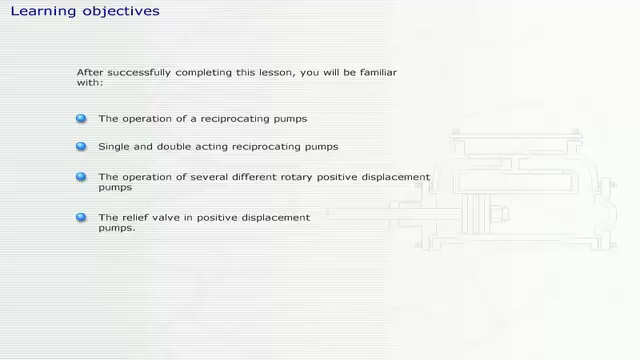 Learning objectives
After successfully completing this lesson, you will be familiar
with:
The operation of a reciprocating pumps
Single and double acting reciprocating pumps
The operation of several different rotary positive displacement
pumps
The relief valve in positive displacement
pumps.